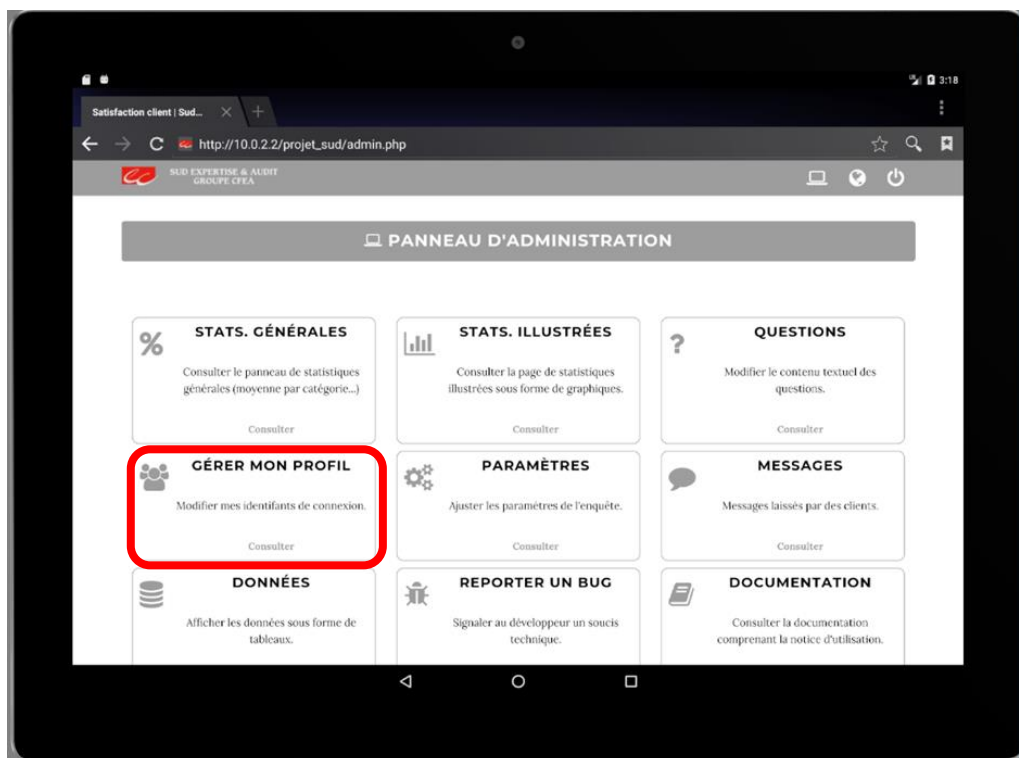 3:18
Satisfaction client | Sud...
http://10.0.2.2/projet_sud/admin.php
SUD EXPERTISE & AUDIT
GROUPE CFEA
PANNEAU D'ADMINISTRATION
STATS. GÉNÉRALES
Consulter le panneau de statistiques
générales (moyenne par catégorie...)
Consulter
STATS. ILLUSTRÉES
Consulter la page de statistiques
illustrées sous forme de graphiques.
Consulter
QUESTIONS
Modifier le contenu textuel des
questions.
Consulter
GÉRER MON PROFIL
Modifier mes identifants de connexion.
Consulter
PARAMÈTRES
Ajuster les paramètres de l'enquête.
Consulter
MESSAGES
Messages laissés par des clients.
Consulter
DONNÉES
Afficher les données sous forme de
tableaux.
REPORTER UN BUG
Signaler au développeur un soucis
technique.
DOCUMENTATION
Consulter la documentation
comprenant la notice d'utilisation.